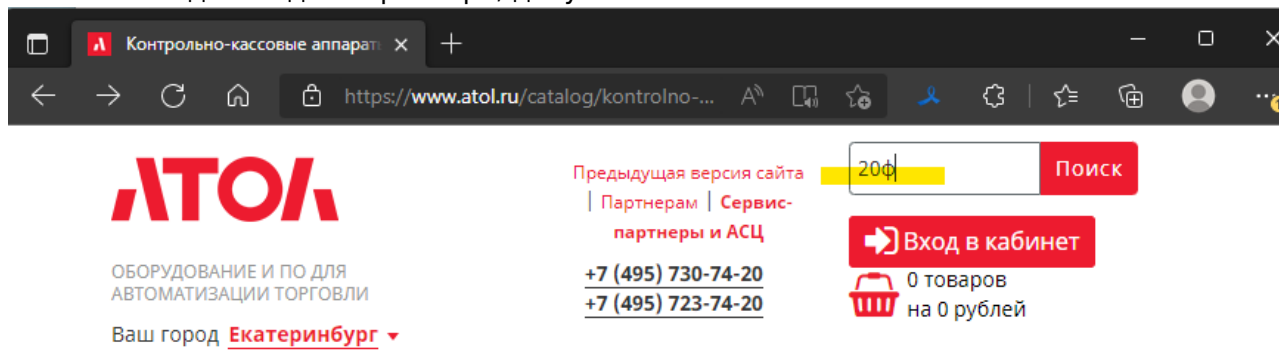 Контрольно-кассовые аппарат
https://www.atol.ru/catalog/kontrolno-...
АТОЛ
ОБОРУДОВАНИЕ И ПО ДЛЯ
АВТОМАТИЗАЦИИ ТОРГОВЛИ
Ваш город Екатеринбург
Предыдущая версия сайта
| Партнерам | Сервис-
партнеры и АСЦ
+7 (495) 730-74-20
+7 (495) 723-74-20
20ф
Поиск
Вход в кабинет
0 товаров
на 0 рублей